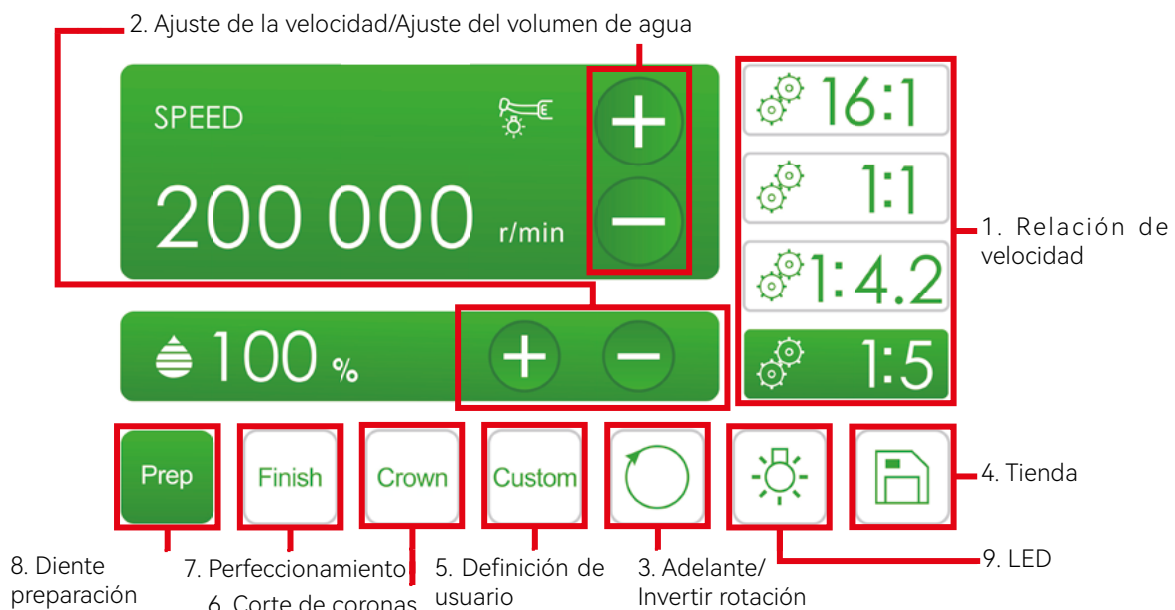 2. Ajuste de la velocidad/Ajuste del volumen de agua
SPEED
200 000 r/min
16:1
1:1
1:4.2
1:5
1. Relación de
velocidad
100 %
Prep
Finish
Crown
Custom
4. Tienda
9. LED
8. Diente
preparación
7. Perfeccionamiento
6. Corte de coronas
5. Definición de
usuario
3. Adelante/
Invertir rotación